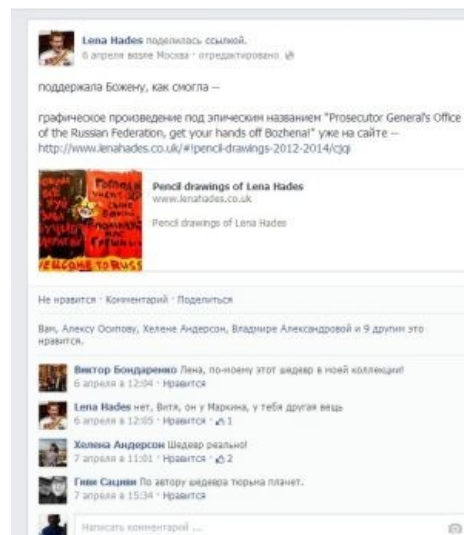 Lena Hades поделилась ссылкой.
6 апреля возле Москва · отредактировано
поддержала Божену, как смогла --
графическое произведение под эпическим названием "Prosecutor General's Office
of the Russian Federation, get your hands off Bozhena!" уже на сайте --
http://www.lenahades.co.uk/#!pencil-drawings-2012-2014/cjqi
WELCOME TO RUSS
Pencil drawings of Lena Hades
www.lenahades.co.uk
Pencil drawings of Lena Hades
Не нравится · Комментарий · Поделиться
Вам, Алексу Осипову, Хелене Андерсон, Владмире Александровой и 9 другим это
нравится.
Виктор Бондаренко Лена, по-моему этот шедевр в моей коллекции!
6 апреля в 12:04 · Нравится
Lena Hades нет, Витя, он у Маркина, у тебя другая вещь
6 апреля в 12:05 · Нравится · 1
Хелена Андерсон Шедевр реально!
7 апреля в 11:01 · Нравится · 2
Гиви Сациви По автору шедевра тюрьма плачет.
7 апреля в 15:34 · Нравится
Написать комментарий ...